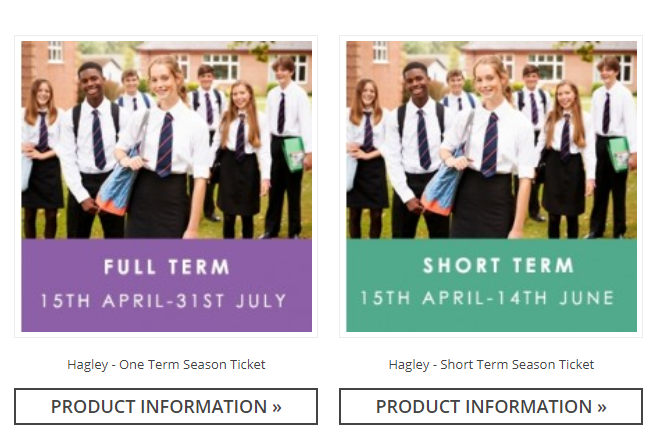 FULL TERM
15TH APRIL-31ST JULY
Hagley - One Term Season Ticket
PRODUCT INFORMATION »
SHORT TERM
15TH APRIL-14TH JUNE
Hagley - Short Term Season Ticket
PRODUCT INFORMATION »